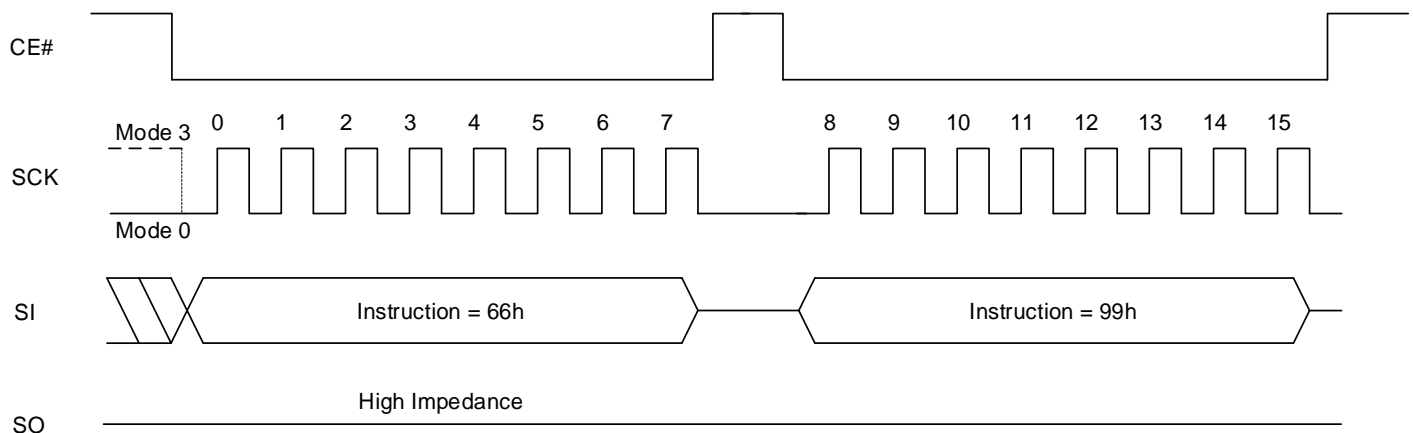 CE#
Mode 3
0 1 2 3 4 5 6 7 8 9 10 11 12 13 14 15
SCK
Mode 0
SI
Instruction = 66h
Instruction = 99h
High Impedance
SO